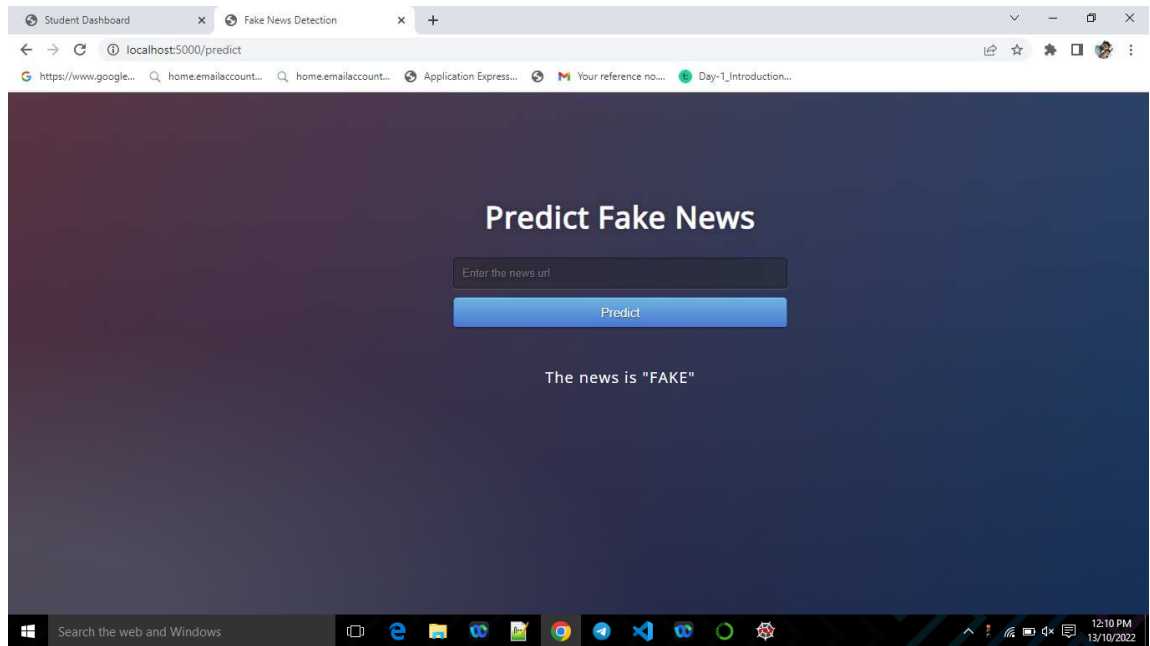 Student Dashboard
Fake News Detection
localhost:5000/predict
https://www.google...
home.emailaccount...
home.emailaccount...
Application Express...
Your reference no....
Day-1_Introduction...
Predict Fake News
Enter the news url
Predict
The news is "FAKE"
Search the web and Windows
12:10 PM
13/10/2022